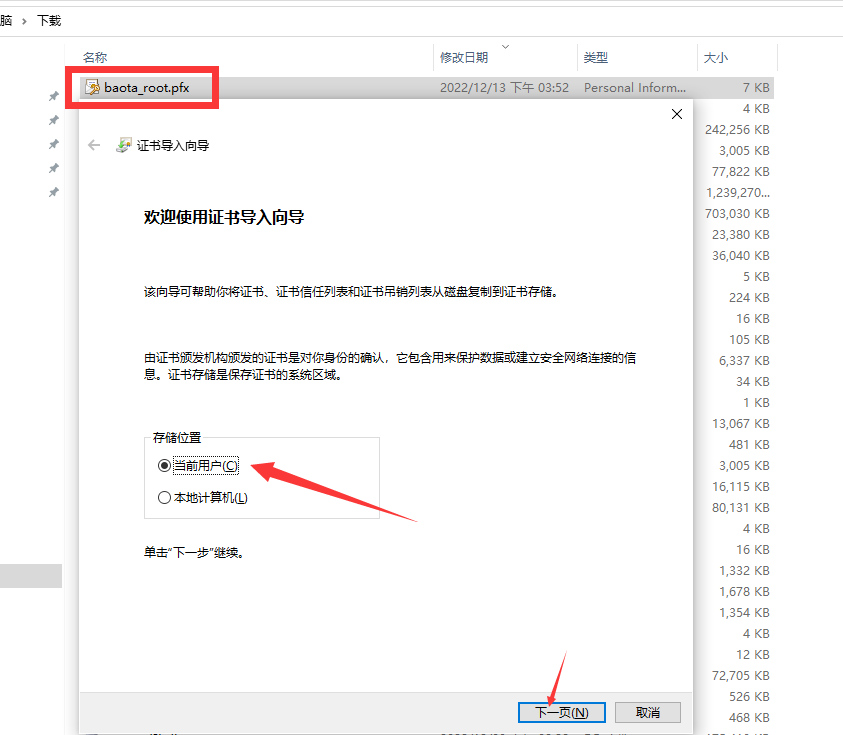 脑 › 下载
名称 修改日期 类型 大小
baota_root.pfx 2022/12/13 下午 03:52 Personal Inform... 7 KB
4 KB
242,256 KB
证书导入向导
3,005 KB
77,822 KB
1,239,270...
欢迎使用证书导入向导
703,030 KB
23,380 KB
36,040 KB
5 KB
该向导可帮助你将证书、证书信任列表和证书吊销列表从磁盘复制到证书存储。
224 KB
16 KB
105 KB
由证书颁发机构颁发的证书是对你身份的确认，它包含用来保护数据或建立安全网络连接的信
6,337 KB
息。证书存储是保存证书的系统区域。
34 KB
1 KB
13,067 KB
存储位置
481 KB
当前用户(C)
3,005 KB
16,115 KB
本地计算机(L)
80,131 KB
4 KB
单击“下一步”继续。
16 KB
1,332 KB
1,678 KB
1,354 KB
4 KB
12 KB
72,705 KB
526 KB
下一页(N) 取消
468 KB